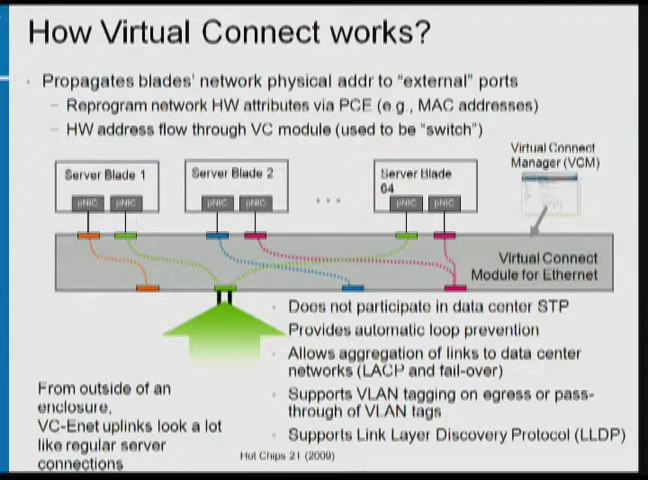 How Virtual Connect works?
Propagates blades' network physical addr to "external" ports
– Reprogram network HW attributes via PCE (e.g., MAC addresses)
– HW address flow through VC module (used to be "switch")
Virtual Connect
Manager (VCM)
Server Blade 1
Server Blade 2
Server Blade
64
pNIC pNIC pNIC pNIC ... pNIC pNIC
Virtual Connect
Module for Ethernet
Does not participate in data center STP
Provides automatic loop prevention
Allows aggregation of links to data center
networks (LACP and fail-over)
Supports VLAN tagging on egress or pass-
through of VLAN tags
Supports Link Layer Discovery Protocol (LLDP)
From outside of an
enclosure,
VC-Enet uplinks look a lot
like regular server
connections
Hot Chips 21 (2009)